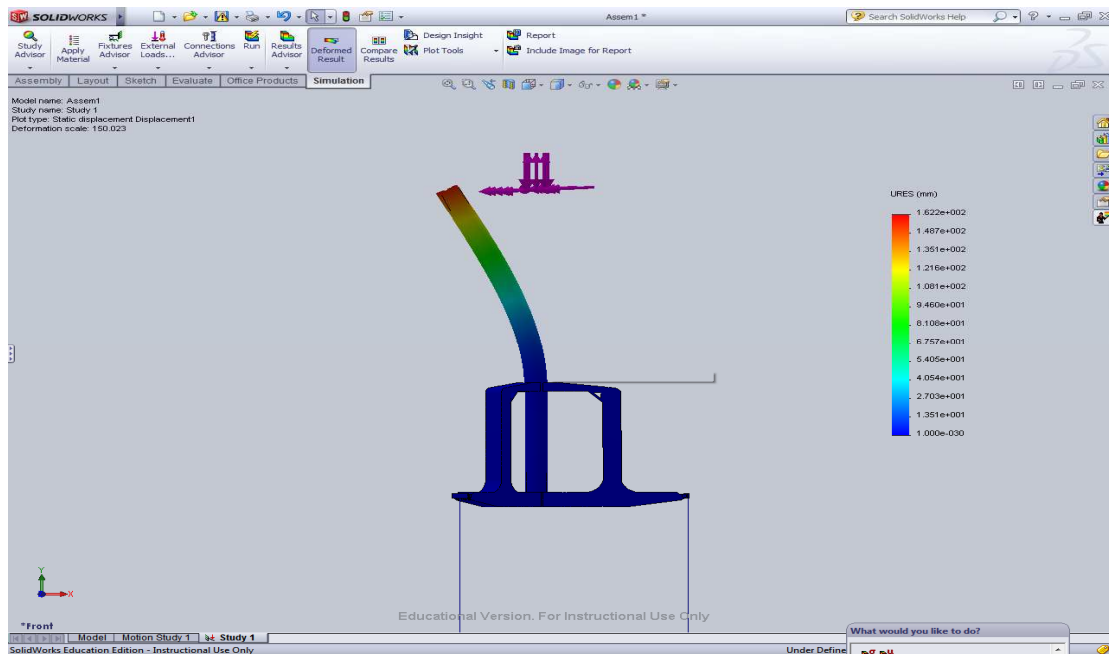 SOLIDWORKS
Assem1 *
Search SolidWorks Help
Study Advisor
Apply Material
Fixtures Advisor
External Loads...
Connections Advisor
Run
Results Advisor
Deformed Result
Compare Results
Design Insight
Plot Tools
Report
Include Image for Report
Assembly Layout Sketch Evaluate Office Products Simulation
Model name: Assem1
Study name: Study 1
Plot type: Static displacement Displacement1
Deformation scale: 150.023
URES (mm)
1.622e+002
1.487e+002
1.351e+002
1.216e+002
1.081e+002
9.460e+001
8.108e+001
6.757e+001
5.405e+001
4.054e+001
2.703e+001
1.351e+001
1.000e-030
Y
X
Educational Version. For Instructional Use Only
*Front
What would you like to do?
Model Motion Study 1 Study 1
SolidWorks Education Edition - Instructional Use Only
Under Define